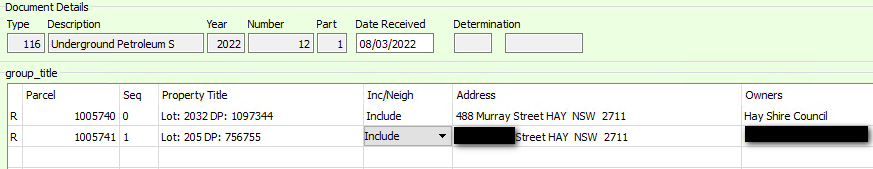 Document Details
Type Description Year Number Part Date Received Determination
116 Underground Petroleum S 2022 12 1 08/03/2022
group_title
Parcel Seq Property Title Inc/Neigh Address Owners
R 1005740 0 Lot: 2032 DP: 1097344 Include 488 Murray Street HAY NSW 2711 Hay Shire Council
R 1005741 1 Lot: 205 DP: 756755 Include Street HAY NSW 2711